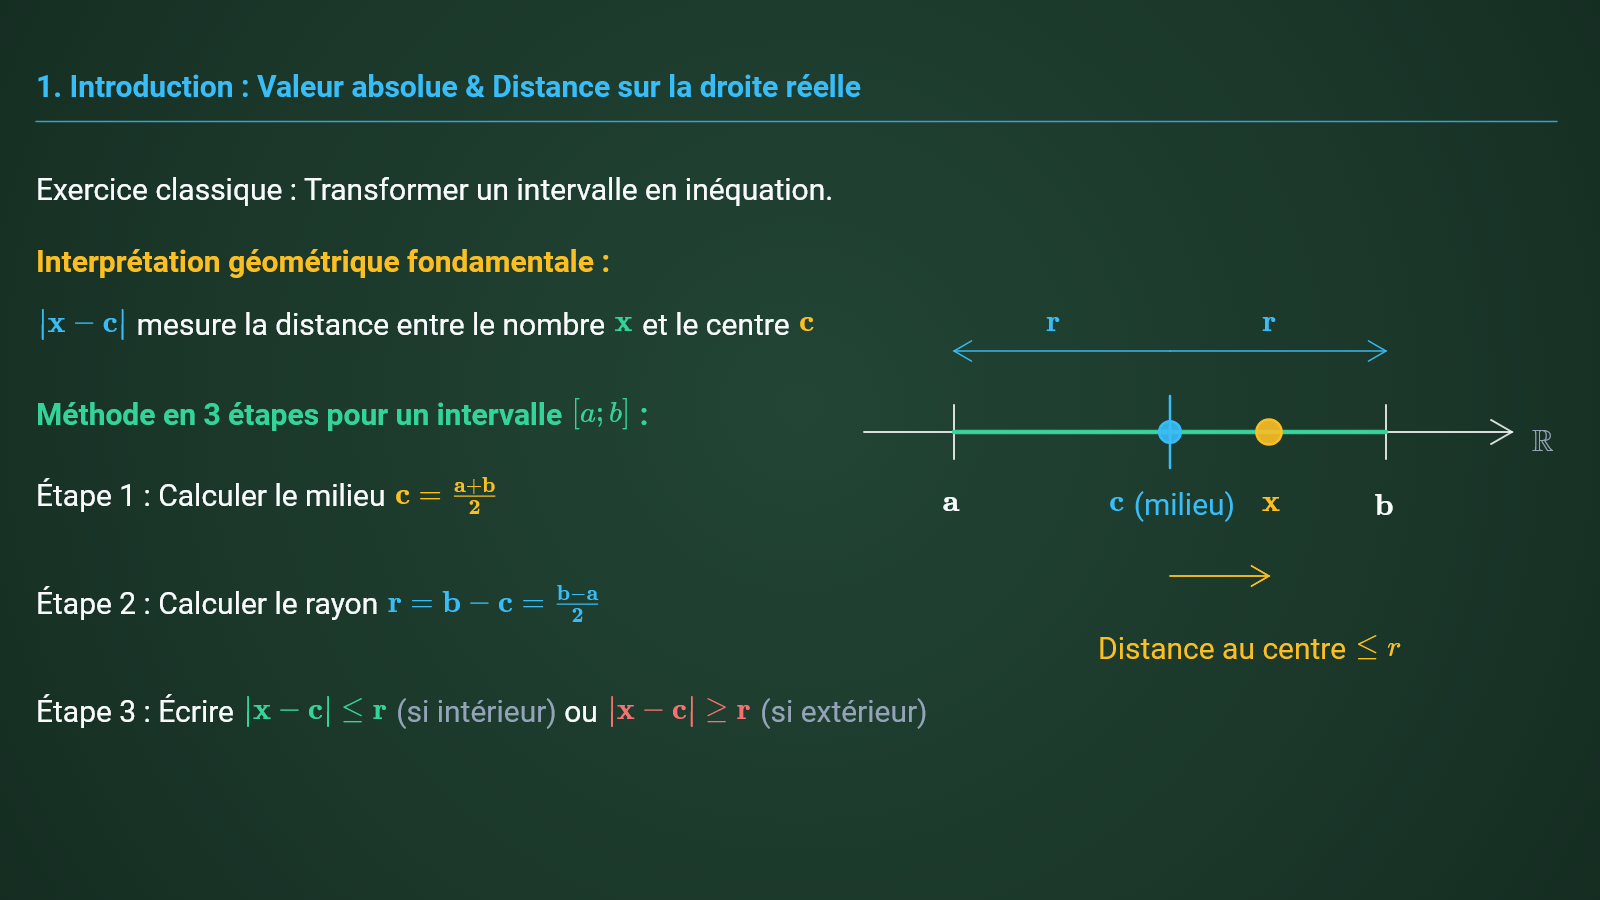 1. Introduction : Valeur absolue & Distance sur la droite réelle
Exercice classique : Transformer un intervalle en inéquation.
Interprétation géométrique fondamentale :
|x − c| mesure la distance entre le nombre x et le centre c
Méthode en 3 étapes pour un intervalle [a; b] :
Étape 1 : Calculer le milieu c = \frac{a+b}{2}
Étape 2 : Calculer le rayon r = b − c = \frac{b−a}{2}
Étape 3 : Écrire |x − c| ≤ r (si intérieur) ou |x − c| ≥ r (si extérieur)
r r
ℝ
a c (milieu) x b
Distance au centre ≤ r